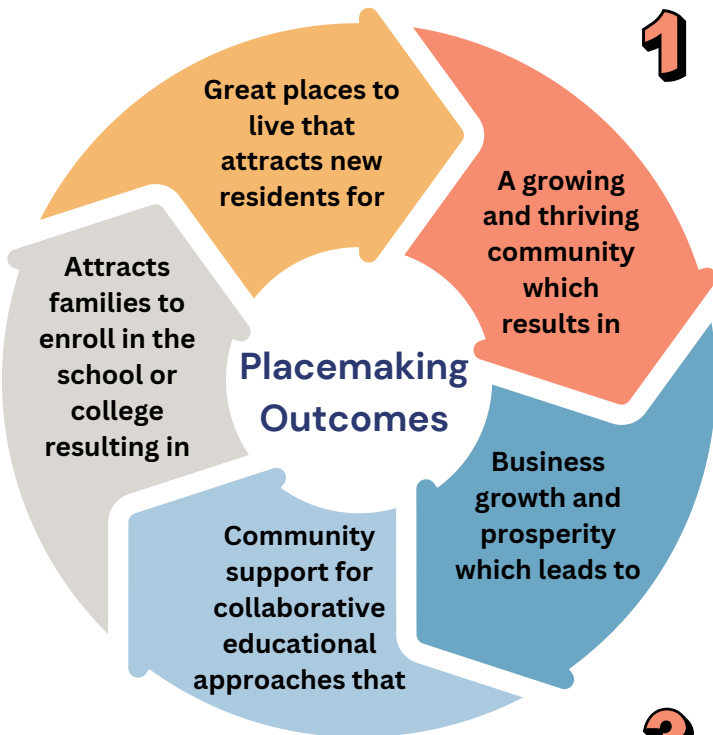 1
Great places to
live that
attracts new
residents for
A growing
and thriving
community
which
results in
Business
growth and
prosperity
which leads to
Community
support for
collaborative
educational
approaches that
Attracts
families to
enroll in the
school or
college
resulting in
Placemaking
Outcomes